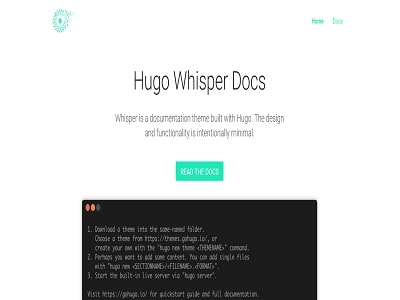 Home Docs
Hugo Whisper Docs
Whisper is a documentation theme built with Hugo. The design
and functionality is intentionally minimal.
READ THE DOCS
1. Download a theme into the same-named folder.
Choose a theme from https://themes.gohugo.io/, or
create your own with the "hugo new theme <THEMENAME>" command.
2. Perhaps you want to add some content. You can add single files
with "hugo new <SECTIONNAME>/<FILENAME>.<FORMAT>".
3. Start the built-in live server via "hugo server".
Visit https://gohugo.io/ for quickstart guide and full documentation.